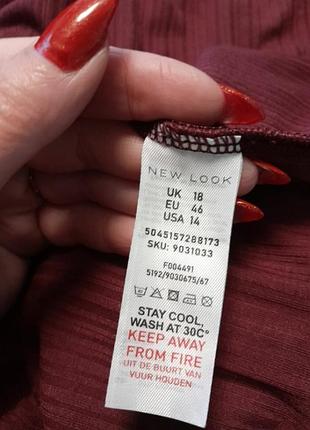 NEW LOOK
UK 18
EU 46
USA 14
5045157288173
SKU: 9031033
F004491
5192/9030675/67
STAY COOL,
WASH AT 30C°
KEEP AWAY
FROM FIRE
UIT DE BUURT VAN
VUUR HOUDEN